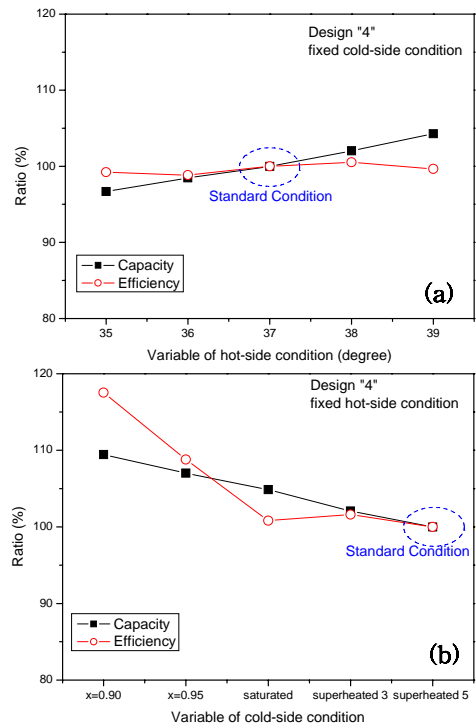 120
Design "4"
fixed cold-side condition
110
Ratio (%)
100
Standard Condition
90
Capacity
Efficiency
(a)
80
35 36 37 38 39
Variable of hot-side condition (degree)
120
Design "4"
fixed hot-side condition
110
Ratio (%)
100
Standard Condition
90
Capacity
Efficiency
(b)
80
x=0.90 x=0.95 saturated superheated 3 superheated 5
Variable of cold-side condition